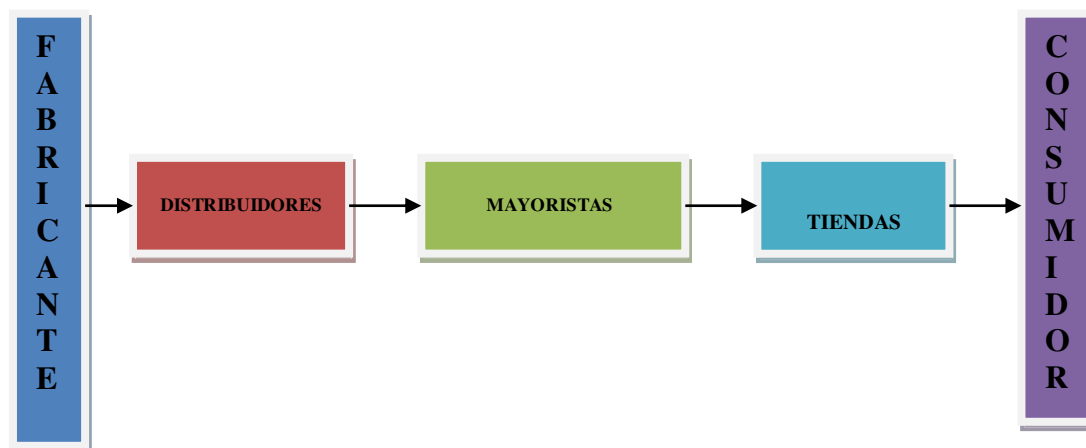 FABRICANTE
DISTRIBUIDORES
MAYORISTAS
TIENDAS
CONSUMIDOR